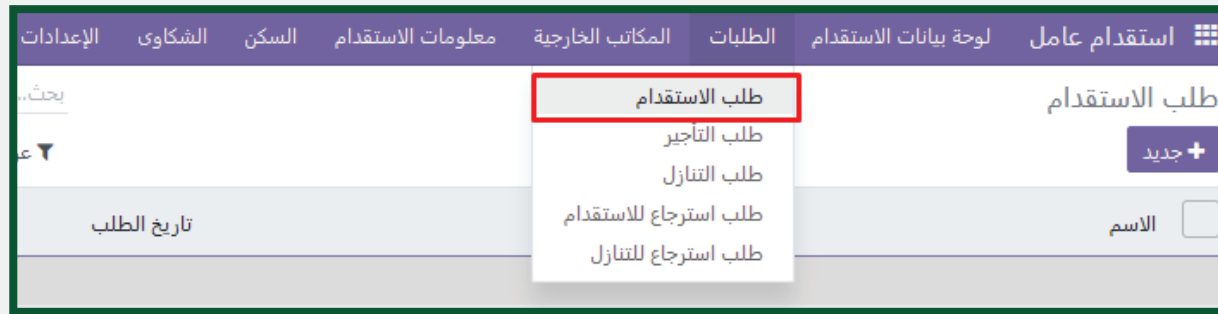 استقدام عامل
لوحة بيانات الاستقدام
الطلبات
المكاتب الخارجية
معلومات الاستقدام
السكن
الشكاوى
الإعدادات
طلب الاستقدام
بحث..
جديد
طلب الاستقدام
طلب التأجير
طلب التنازل
طلب استرجاع للاستقدام
طلب استرجاع للتنازل
الاسم
تاريخ الطلب